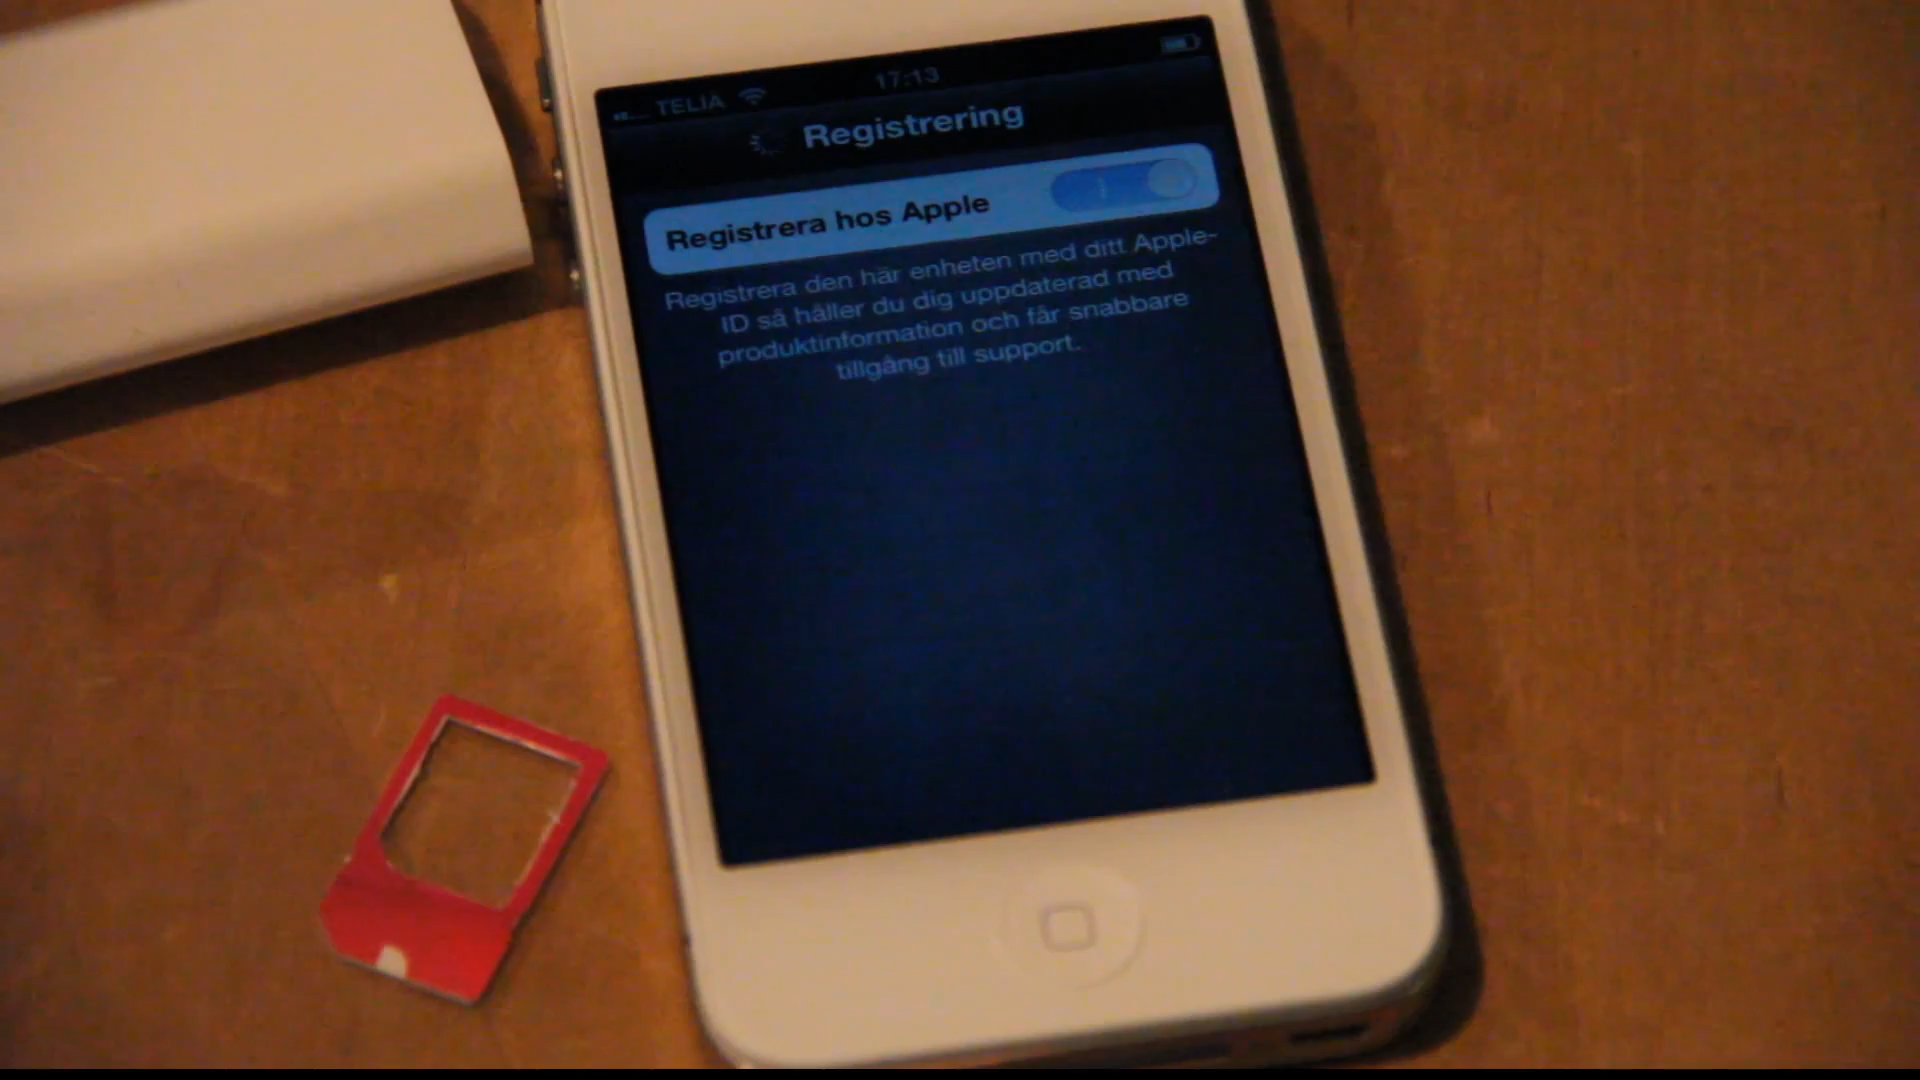 TELIA 17:13
Registrering
Registrera hos Apple
Registrera den här enheten med ditt Apple-
ID så håller du dig uppdaterad med
produktinformation och får snabbare
tillgång till support.